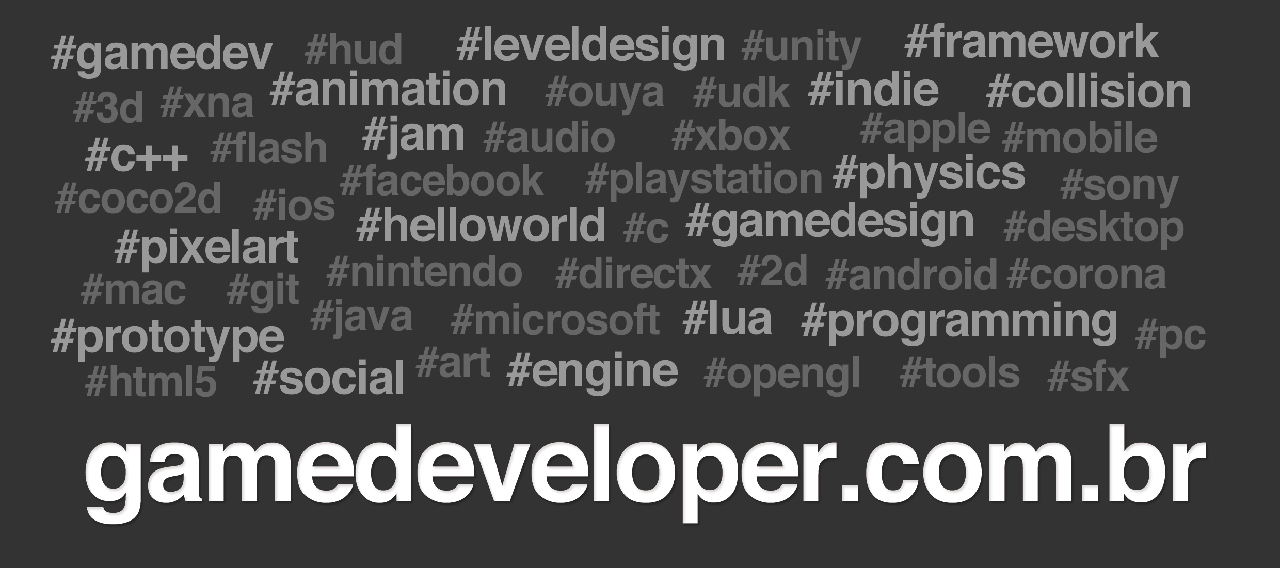 #gamedev #hud #leveldesign #unity #framework
#3d #xna #animation #ouya #udk #indie #collision
#c++ #flash #jam #audio #xbox #apple #mobile
#coco2d #ios #facebook #playstation #physics #sony
#pixelart #helloworld #c #gamedesign #desktop
#mac #git #nintendo #directx #2d #android #corona
#prototype #java #microsoft #lua #programming #pc
#html5 #social #art #engine #opengl #tools #sfx
gamedeveloper.com.br